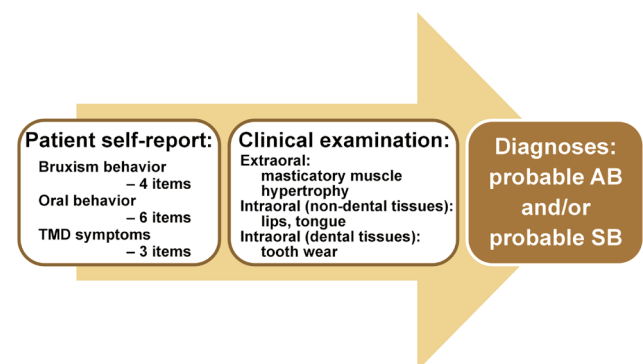 Patient self-report:
Bruxism behavior
– 4 items
Oral behavior
– 6 items
TMD symptoms
– 3 items
Clinical examination:
Extraoral:
masticatory muscle
hypertrophy
Intraoral (non-dental tissues):
lips, tongue
Intraoral (dental tissues):
tooth wear
Diagnoses:
probable AB
and/or
probable SB